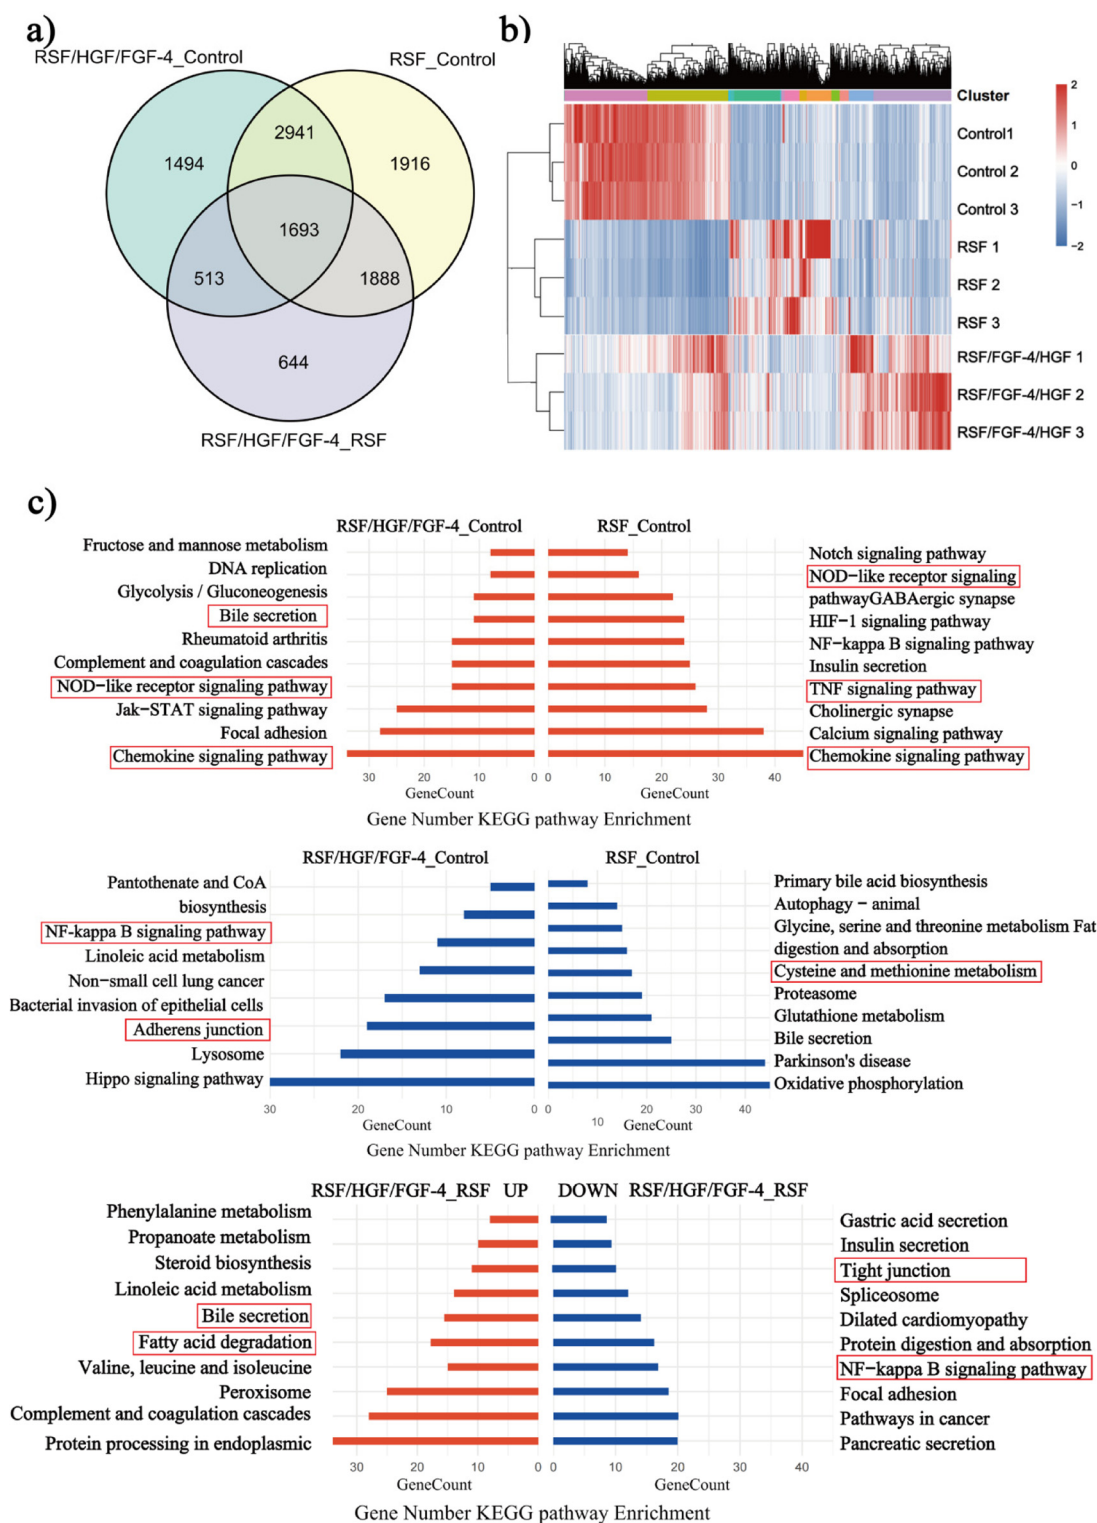 a)
RSF/HGF/FGF-4_Control
RSF_Control
2941
1494
1916
1693
513
1888
644
RSF/HGF/FGF-4_RSF
b)
Cluster
Control1
Control 2
Control 3
RSF 1
RSF 2
RSF 3
RSF/FGF-4/HGF 1
RSF/FGF-4/HGF 2
RSF/FGF-4/HGF 3
2
1
0
−1
−2
c)
RSF/HGF/FGF-4_Control
Fructose and mannose metabolism
DNA replication
Glycolysis / Gluconeogenesis
Bile secretion
Rheumatoid arthritis
Complement and coagulation cascades
NOD−like receptor signaling pathway
Jak−STAT signaling pathway
Focal adhesion
Chemokine signaling pathway
30 20 10 0
GeneCount
RSF_Control
Notch signaling pathway
NOD−like receptor signaling
pathwayGABAergic synapse
HIF−1 signaling pathway
NF−kappa B signaling pathway
Insulin secretion
TNF signaling pathway
Cholinergic synapse
Calcium signaling pathway
Chemokine signaling pathway
0 10 20 30 40
GeneCount
Gene Number KEGG pathway Enrichment
RSF/HGF/FGF-4_Control
Pantothenate and CoA
biosynthesis
NF-kappa B signaling pathway
Linoleic acid metabolism
Non−small cell lung cancer
Bacterial invasion of epithelial cells
Adherens junction
Lysosome
Hippo signaling pathway
30 20 10 0
GeneCount
RSF_Control
Primary bile acid biosynthesis
Autophagy − animal
Glycine, serine and threonine metabolism Fat
digestion and absorption
Cysteine and methionine metabolism
Proteasome
Glutathione metabolism
Bile secretion
Parkinson's disease
Oxidative phosphorylation
0 10 20 30 40
GeneCount
Gene Number KEGG pathway Enrichment
RSF/HGF/FGF-4_RSF UP
Phenylalanine metabolism
Propanoate metabolism
Steroid biosynthesis
Linoleic acid metabolism
Bile secretion
Fatty acid degradation
Valine, leucine and isoleucine
Peroxisome
Complement and coagulation cascades
Protein processing in endoplasmic
30 20 10 0
GeneCount
DOWN RSF/HGF/FGF-4_RSF
Gastric acid secretion
Insulin secretion
Tight junction
Spliceosome
Dilated cardiomyopathy
Protein digestion and absorption
NF−kappa B signaling pathway
Focal adhesion
Pathways in cancer
Pancreatic secretion
0 10 20 30 40
GeneCount
Gene Number KEGG pathway Enrichment